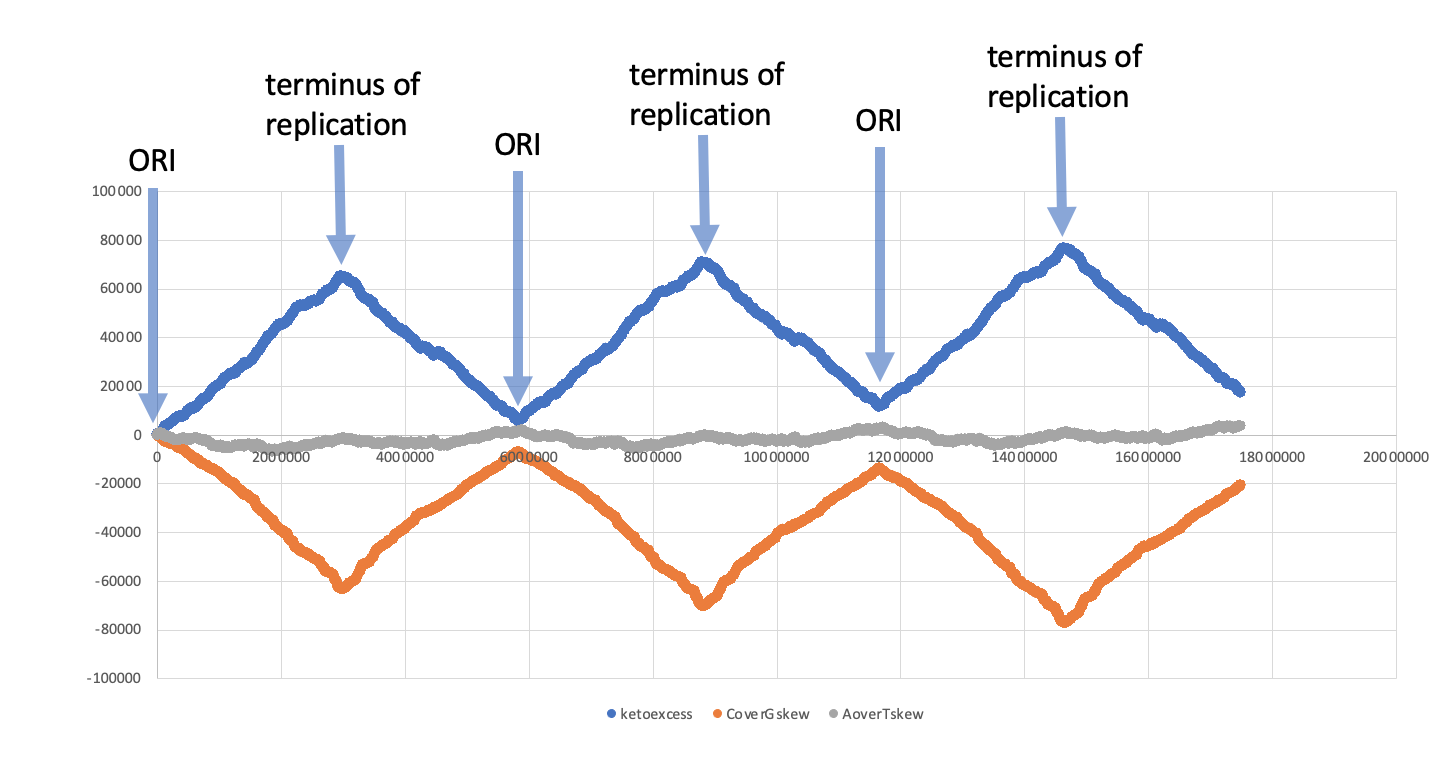 terminus of
replication
terminus of
replication
terminus of
replication
ORI
ORI
ORI
100000
80000
60000
40000
20000
0
-20000
-40000
-60000
-80000
-100000
0
2000000
4000000
6000000
8000000
10000000
12000000
14000000
16000000
18000000
20000000
ketoexcess
CoverGskew
AoverTskew